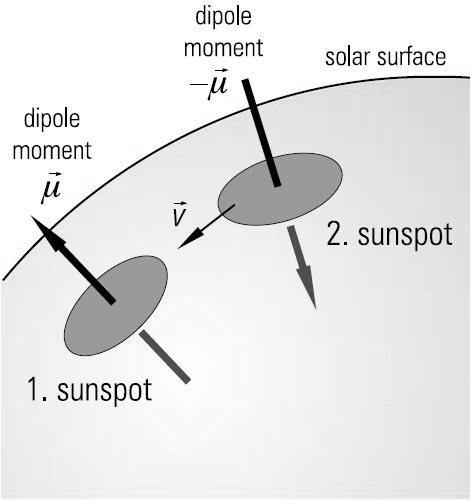 dipole
moment
−μ⃗
solar surface
dipole
moment
μ⃗
v⃗
2. sunspot
1. sunspot